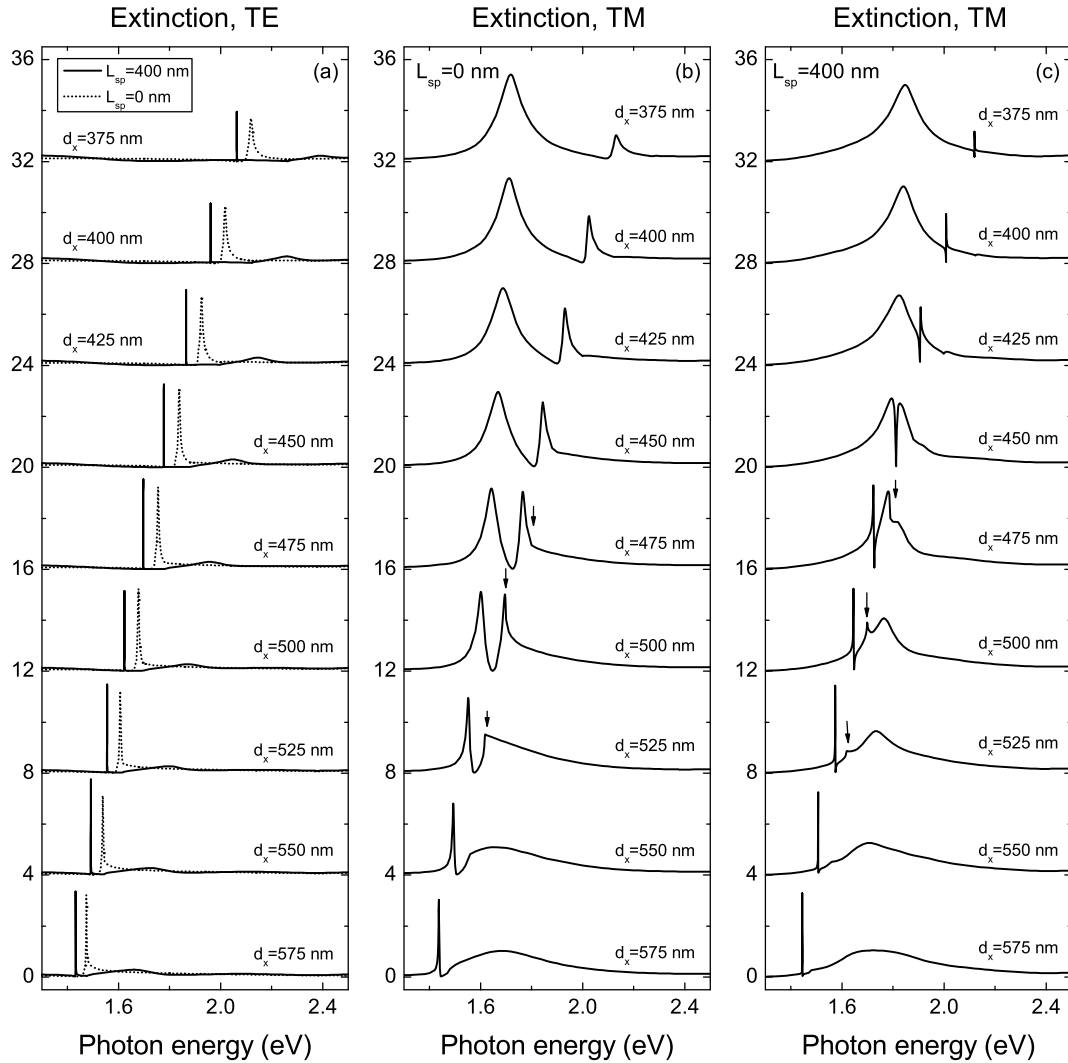 Extinction, TE
Extinction, TM
Extinction, TM
36
32
28
24
20
16
12
8
4
0
L_sp=400 nm
L_sp=0 nm
(a)
d_x=375 nm
d_x=400 nm
d_x=425 nm
d_x=450 nm
d_x=475 nm
d_x=500 nm
d_x=525 nm
d_x=550 nm
d_x=575 nm
1.6 2.0 2.4
Photon energy (eV)
36
32
28
24
20
16
12
8
4
0
L_sp=0 nm
(b)
d_x=375 nm
d_x=400 nm
d_x=425 nm
d_x=450 nm
d_x=475 nm
d_x=500 nm
d_x=525 nm
d_x=550 nm
d_x=575 nm
1.6 2.0 2.4
Photon energy (eV)
36
32
28
24
20
16
12
8
4
0
L_sp=400 nm
(c)
d_x=375 nm
d_x=400 nm
d_x=425 nm
d_x=450 nm
d_x=475 nm
d_x=500 nm
d_x=525 nm
d_x=550 nm
d_x=575 nm
1.6 2.0 2.4
Photon energy (eV)